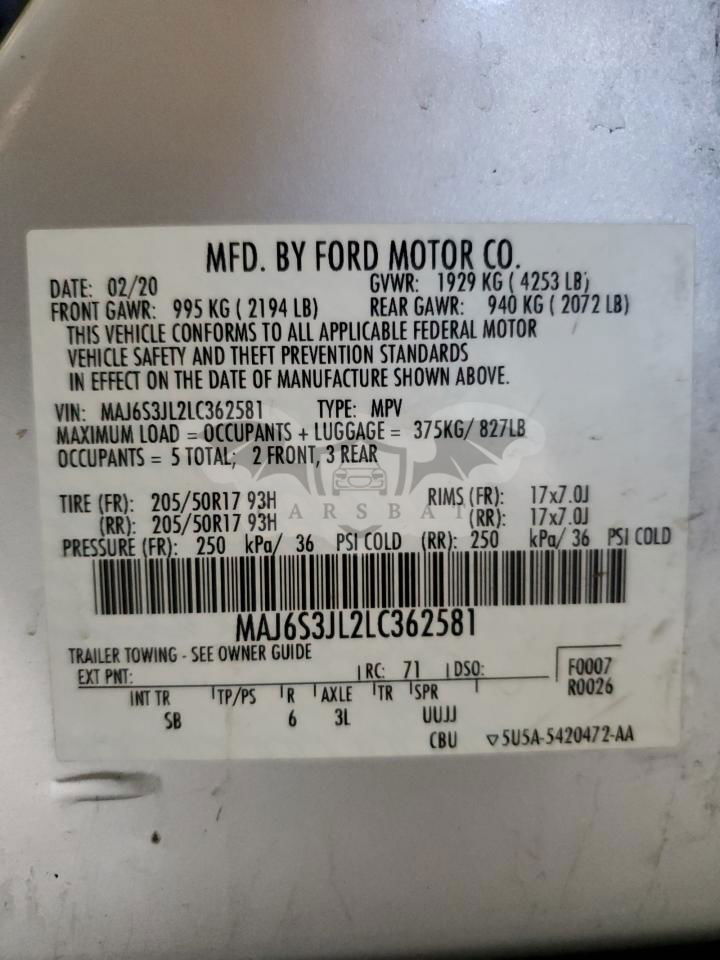 MFD. BY FORD MOTOR CO.
DATE: 02/20 GVWR: 1929 KG ( 4253 LB)
FRONT GAWR: 995 KG ( 2194 LB) REAR GAWR: 940 KG ( 2072 LB)
THIS VEHICLE CONFORMS TO ALL APPLICABLE FEDERAL MOTOR
VEHICLE SAFETY AND THEFT PREVENTION STANDARDS
IN EFFECT ON THE DATE OF MANUFACTURE SHOWN ABOVE.
VIN: MAJ6S3JL2LC362581 TYPE: MPV
MAXIMUM LOAD = OCCUPANTS + LUGGAGE = 375KG/ 827LB
OCCUPANTS = 5 TOTAL; 2 FRONT, 3 REAR
TIRE (FR): 205/50R17 93H RIMS (FR): 17x7.0J
(RR): 205/50R17 93H (RR): 17x7.0J
PRESSURE (FR): 250 kPa/ 36 PSI COLD (RR): 250 kPa/ 36 PSI COLD
MAJ6S3JL2LC362581
TRAILER TOWING - SEE OWNER GUIDE
EXT PNT: RC: 71 DSO: F0007
R0026
INT TR TP/PS R AXLE TR SPR
SB 6 3L UUJJ
CBU ▽5U5A-5420472-AA